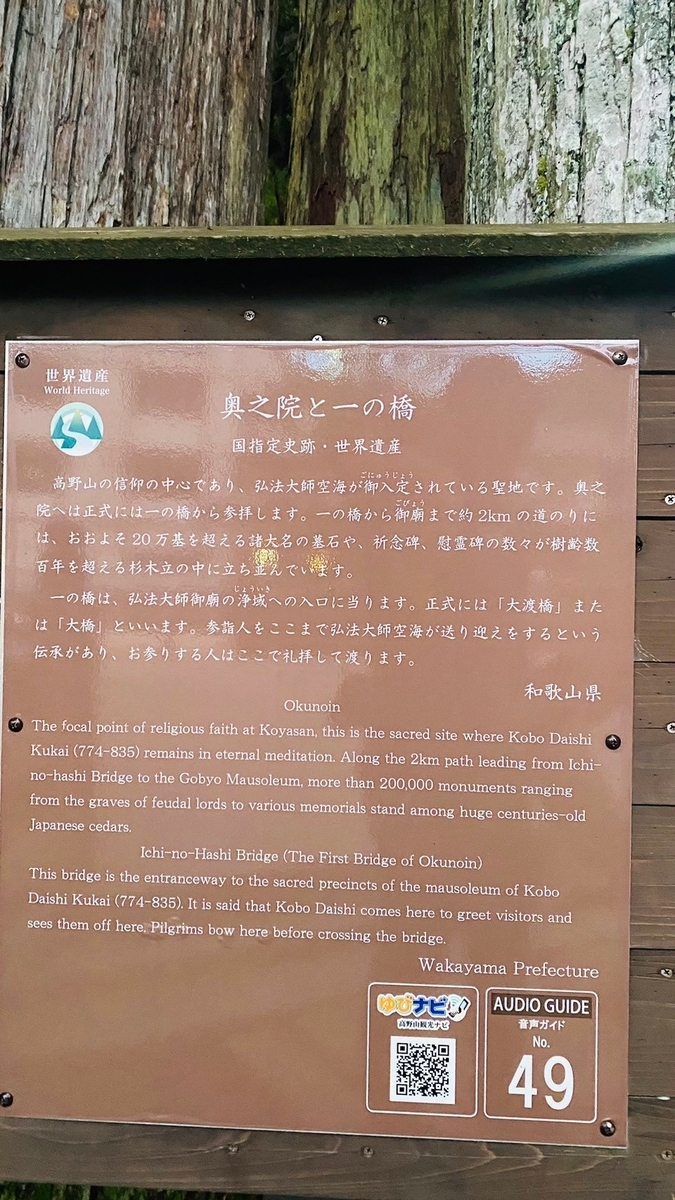 世界遺産
World Heritage
奥之院と一の橋
国指定史跡・世界遺産
高野山の信仰の中心であり、弘法大師空海が御入定されている聖地です。奥之
ごにゅうじょう
院へは正式には一の橋から参拝します。一の橋から御廟まで約2kmの道のりに
ごびょう
は、おおよそ20万基を超える諸大名の墓石や、祈念碑、慰霊碑の数々が樹齢数
百年を超える杉木立の中に立ち並んでいます。
一の橋は、弘法大師御廟の浄域への入口に当ります。正式には「大渡橋」また
じょういき
は「大橋」といいます。参詣人をここまで弘法大師空海が送り迎えをするという
伝承があり、お参りする人はここで礼拝して渡ります。
和歌山県
Okunoin
The focal point of religious faith at Koyasan, this is the sacred site where Kobo Daishi
Kukai (774-835) remains in eternal meditation. Along the 2km path leading from Ichi-
no-hashi Bridge to the Gobyo Mausoleum, more than 200,000 monuments ranging
from the graves of feudal lords to various memorials stand among huge centuries-old
Japanese cedars.
Ichi-no-Hashi Bridge (The First Bridge of Okunoin)
This bridge is the entranceway to the sacred precincts of the mausoleum of Kobo
Daishi Kukai (774-835). It is said that Kobo Daishi comes here to greet visitors and
sees them off here. Pilgrims bow here before crossing the bridge.
Wakayama Prefecture
ゆびナビ
高野山観光ナビ
AUDIO GUIDE
音声ガイド
No.
49